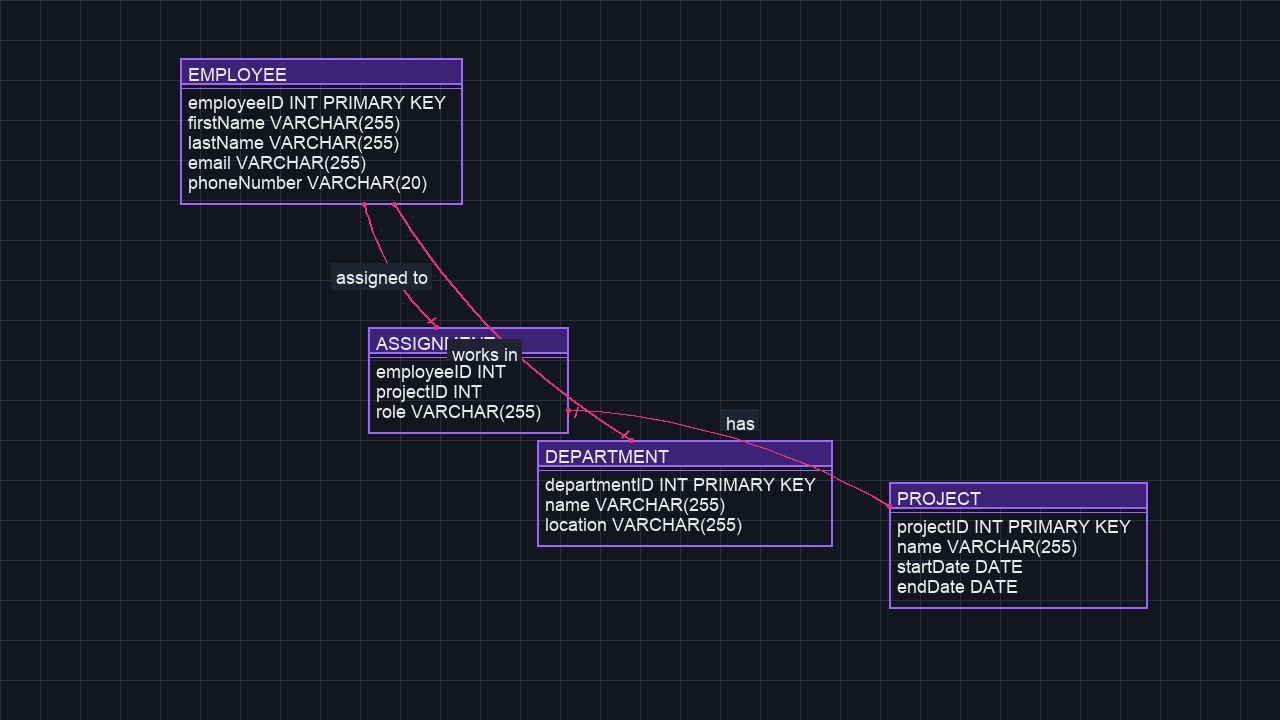 EMPLOYEE
employeeID INT PRIMARY KEY
firstName VARCHAR(255)
lastName VARCHAR(255)
email VARCHAR(255)
phoneNumber VARCHAR(20)
assigned to
ASSIGNMENT
works in
employeeID INT
projectID INT
role VARCHAR(255)
has
DEPARTMENT
departmentID INT PRIMARY KEY
name VARCHAR(255)
location VARCHAR(255)
PROJECT
projectID INT PRIMARY KEY
name VARCHAR(255)
startDate DATE
endDate DATE